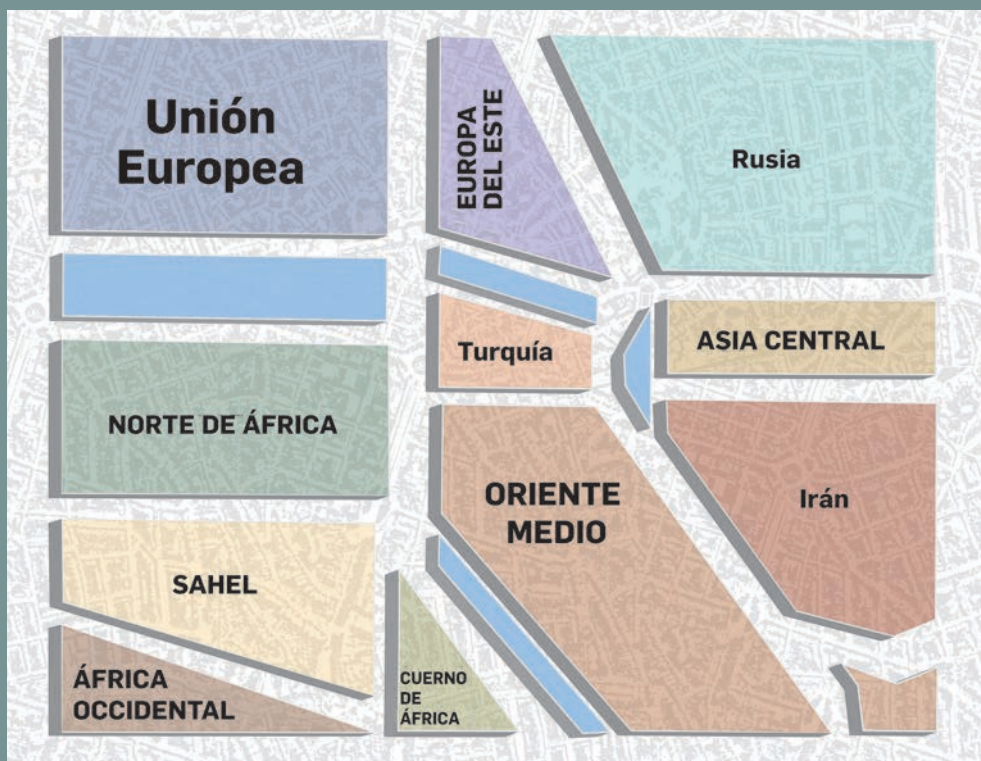 Unión
Europea
EUROPA
DEL ESTE
Rusia
Turquía
ASIA CENTRAL
NORTE DE ÁFRICA
ORIENTE
MEDIO
Irán
SAHEL
ÁFRICA
OCCIDENTAL
CUERNO
DE
ÁFRICA